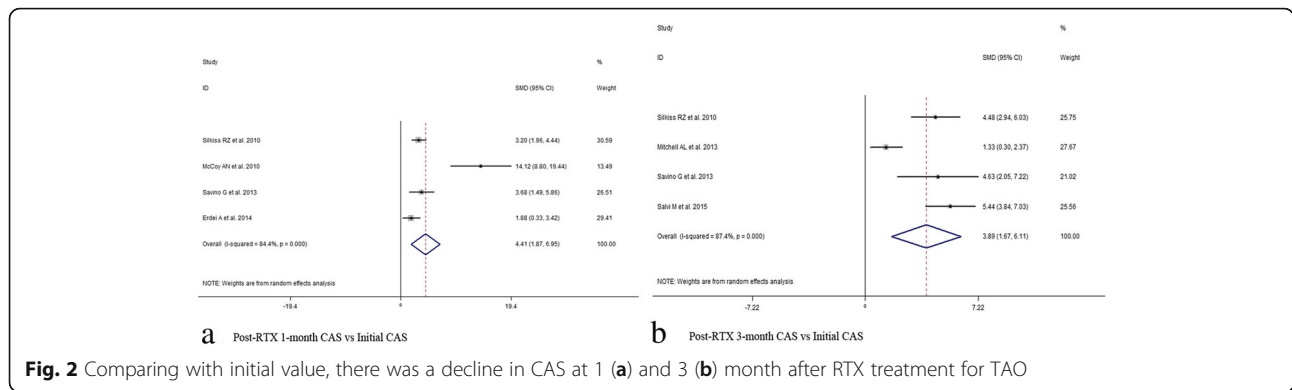 Study
%
ID
SMD (95% CI)
Weight
Silkiss RZ et al. 2010
3.20 (1.96, 4.44)
30.59
McCoy AN et al. 2010
14.12 (8.80, 19.44)
13.49
Savino G et al. 2013
3.68 (1.49, 5.86)
26.51
Erdei A et al. 2014
1.88 (0.33, 3.42)
29.41
Overall (I-squared = 84.4%, p = 0.000)
4.41 (1.87, 6.95)
100.00
NOTE: Weights are from random effects analysis
-19.4
0
19.4
a Post-RTX 1-month CAS vs Initial CAS
Study
%
ID
SMD (95% CI)
Weight
Silkiss RZ et al. 2010
4.48 (2.94, 6.03)
25.75
Mitchell AL et al. 2013
1.33 (0.30, 2.37)
27.67
Savino G et al. 2013
4.63 (2.05, 7.22)
21.02
Salvi M et al. 2015
5.44 (3.84, 7.03)
25.56
Overall (I-squared = 87.4%, p = 0.000)
3.89 (1.67, 6.11)
100.00
NOTE: Weights are from random effects analysis
-7.22
0
7.22
b Post-RTX 3-month CAS vs Initial CAS
Fig. 2 Comparing with initial value, there was a decline in CAS at 1 (a) and 3 (b) month after RTX treatment for TAO